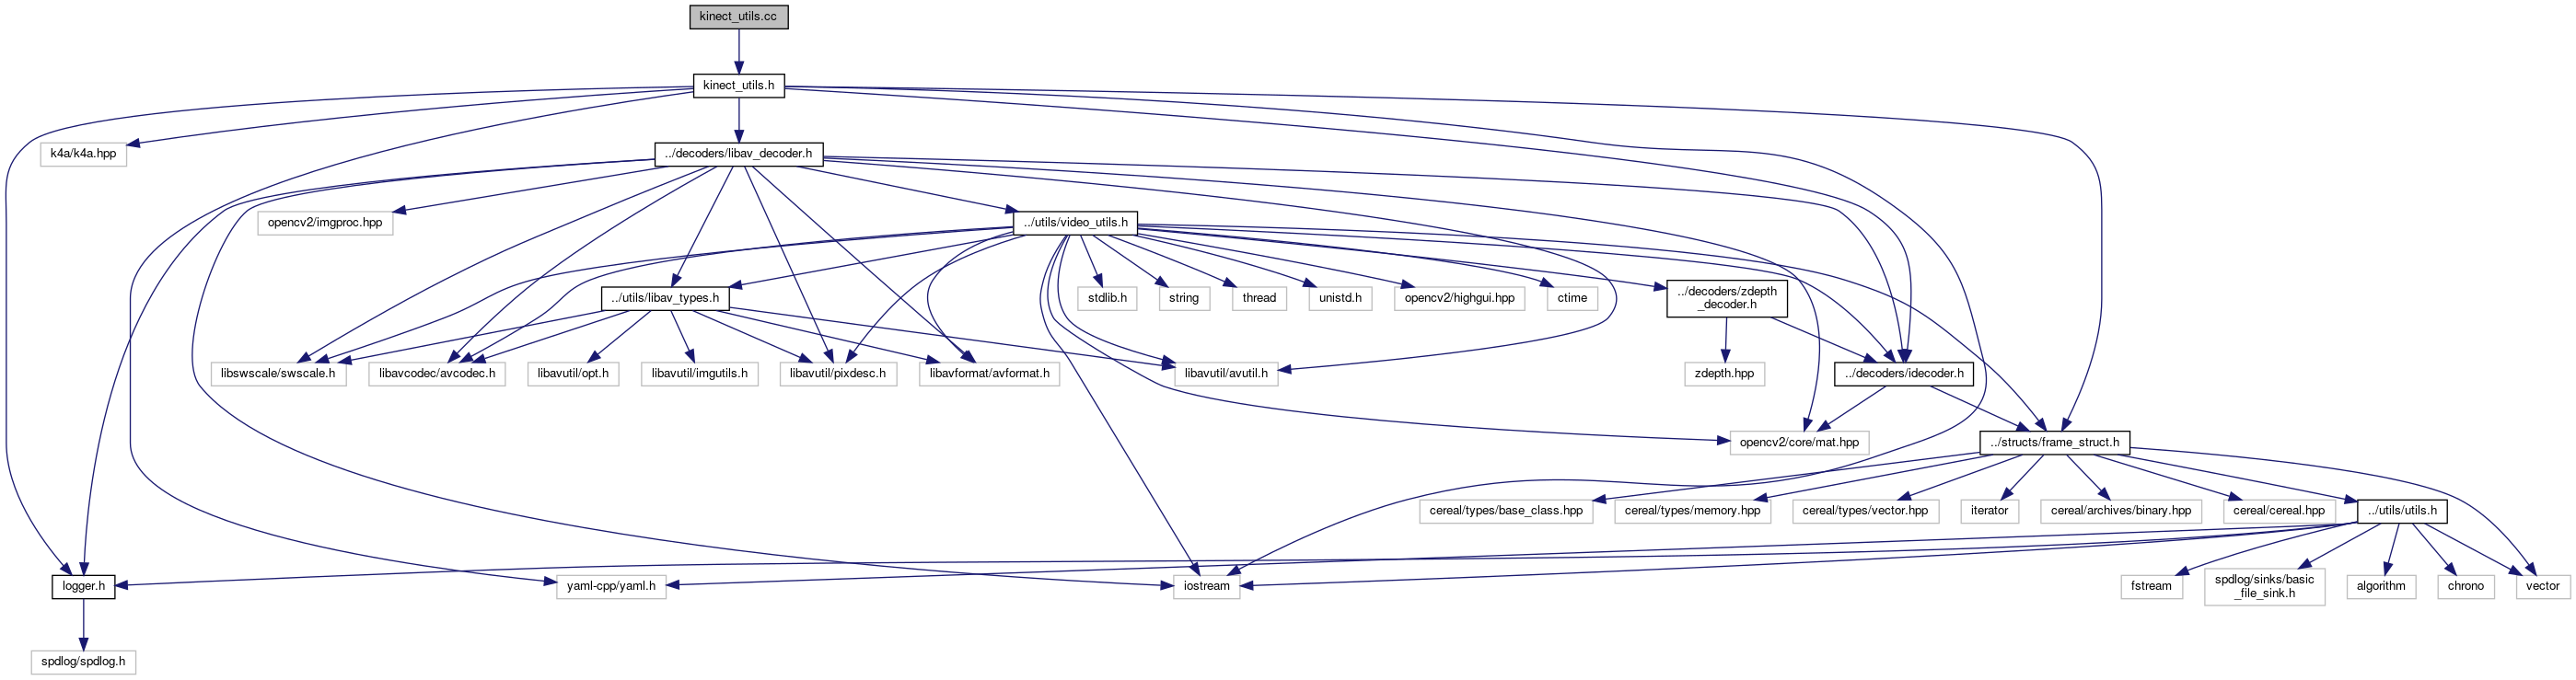 kinect_utils.cc
kinect_utils.h
k4a/k4a.hpp
../decoders/libav_decoder.h
opencv2/imgproc.hpp
../utils/video_utils.h
../utils/libav_types.h
stdlib.h
string
thread
unistd.h
opencv2/highgui.hpp
ctime
../decoders/zdepth
_decoder.h
libswscale/swscale.h
libavcodec/avcodec.h
libavutil/opt.h
libavutil/imgutils.h
libavutil/pixdesc.h
libavformat/avformat.h
libavutil/avutil.h
zdepth.hpp
../decoders/idecoder.h
opencv2/core/mat.hpp
../structs/frame_struct.h
cereal/types/base_class.hpp
cereal/types/memory.hpp
cereal/types/vector.hpp
iterator
cereal/archives/binary.hpp
cereal/cereal.hpp
../utils/utils.h
logger.h
yaml-cpp/yaml.h
iostream
fstream
spdlog/sinks/basic
_file_sink.h
algorithm
chrono
vector
spdlog/spdlog.h